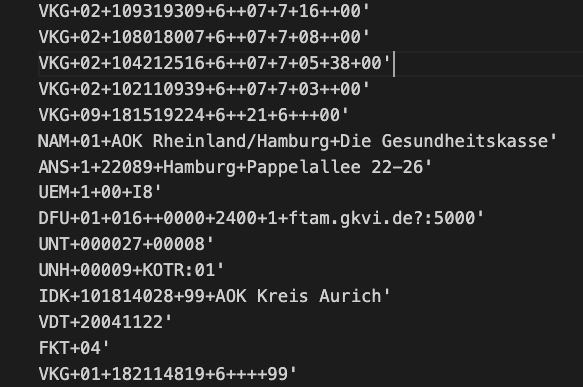 VKG+02+109319309+6++07+7+16++00'
VKG+02+108018007+6++07+7+08++00'
VKG+02+104212516+6++07+7+05+38+00'
VKG+02+102110939+6++07+7+03++00'
VKG+09+181519224+6++21+6+++00'
NAM+01+AOK Rheinland/Hamburg+Die Gesundheitskasse'
ANS+1+22089+Hamburg+Pappelallee 22-26'
UEM+1+00+I8'
DFU+01+016++0000+2400+1+ftam.gkvi.de?:5000'
UNT+000027+00008'
UNH+00009+KOTR:01'
IDK+101814028+99+AOK Kreis Aurich'
VDT+20041122'
FKT+04'
VKG+01+182114819+6++++99'